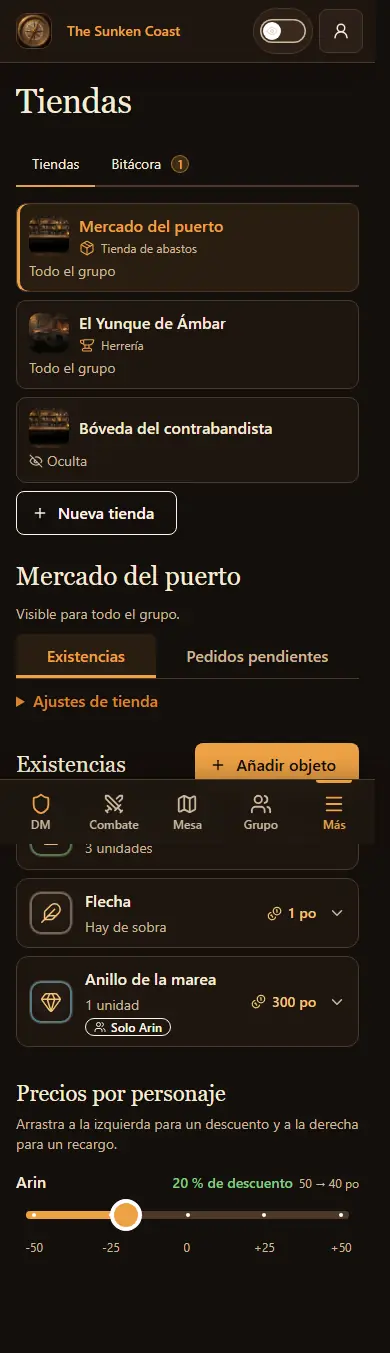 The Sunken Coast
Tiendas
Tiendas
Bitácora 1
Mercado del puerto
Tienda de abastos
Todo el grupo
El Yunque de Ámbar
Herrería
Todo el grupo
Bóveda del contrabandista
Oculta
+ Nueva tienda
Mercado del puerto
Visible para todo el grupo.
Existencias
Pedidos pendientes
Ajustes de tienda
Existencias
+ Añadir objeto
DM
Combate
Mesa
Grupo
Más
3 unidades
Flecha
Hay de sobra
1 po
Anillo de la marea
1 unidad
300 po
Solo Arin
Precios por personaje
Arrastra a la izquierda para un descuento y a la derecha
para un recargo.
Arin
20 % de descuento 50 → 40 po
-50 -25 0 +25 +50